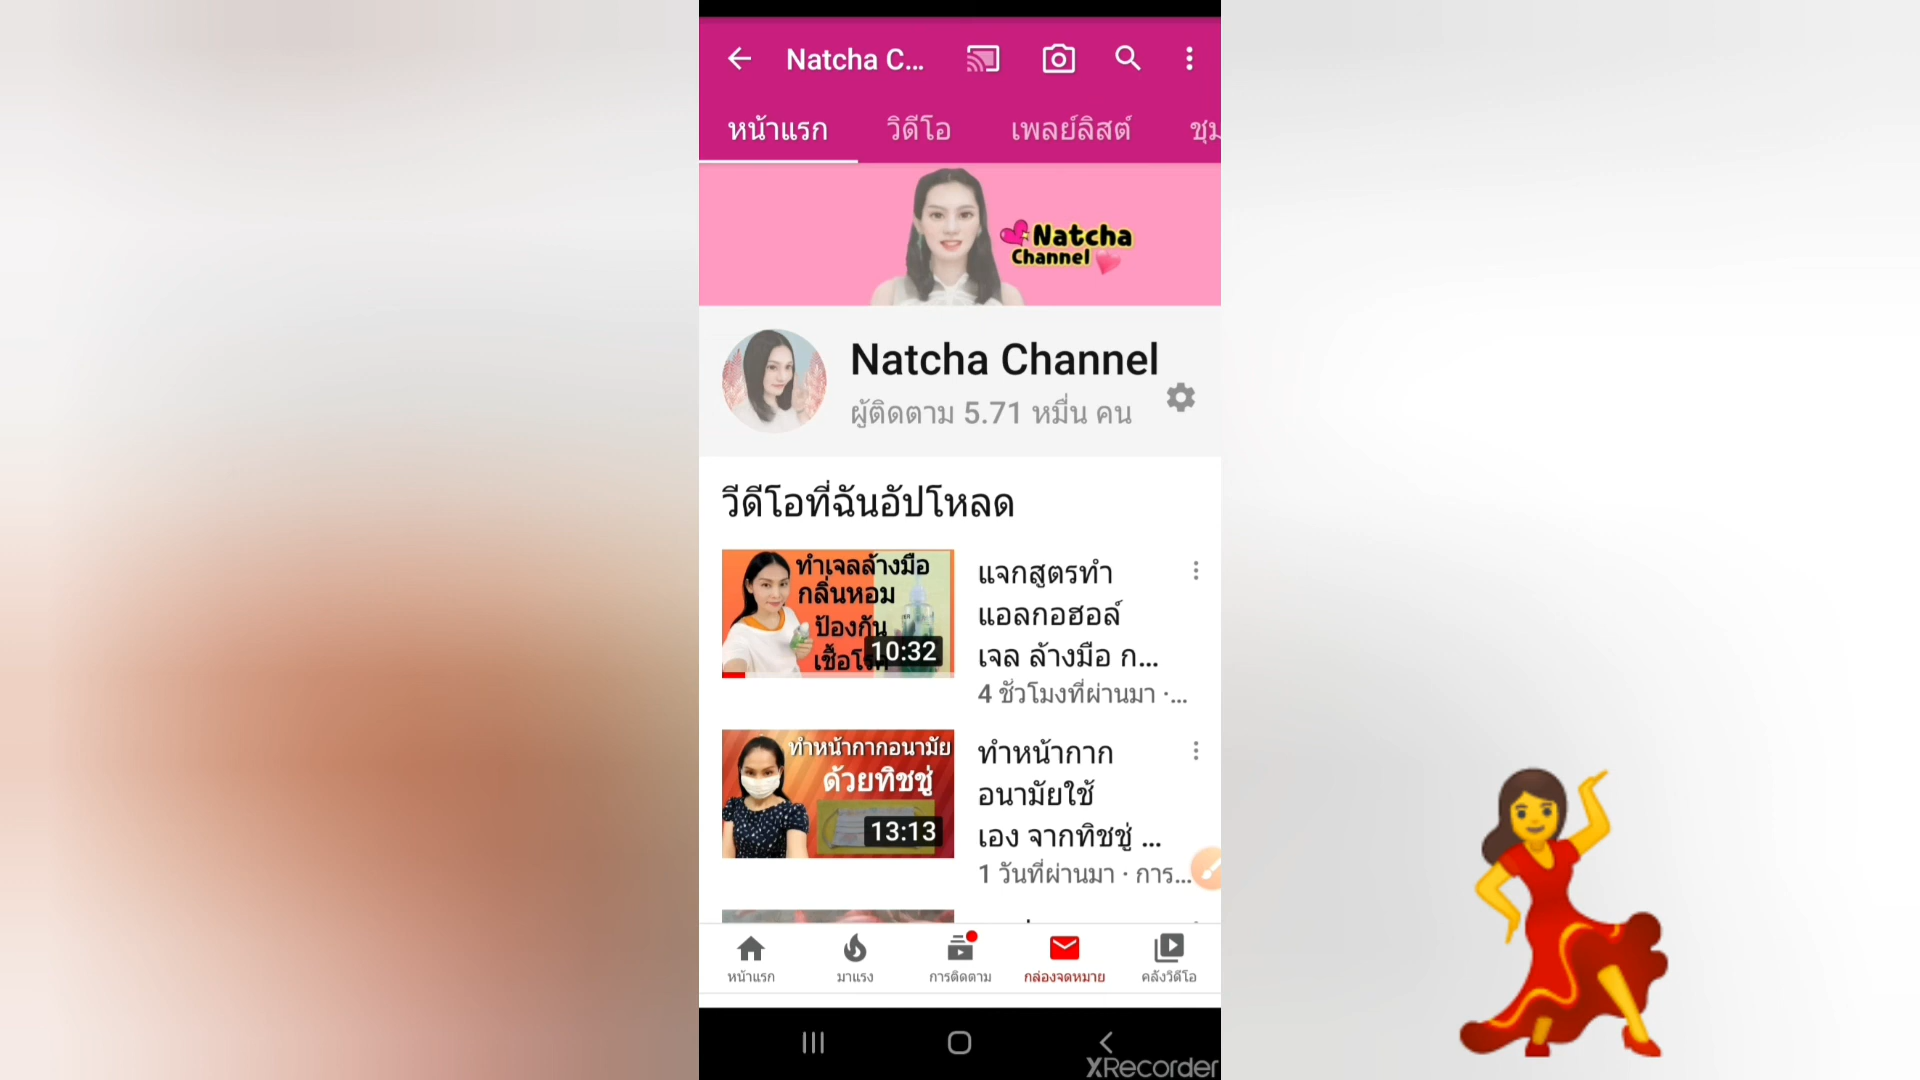 Natcha C...
หน้าแรก วิดีโอ เพลย์ลิสต์ ชุม
Natcha
Channel
Natcha Channel
ผู้ติดตาม 5.71 หมื่น คน
วีดีโอที่ฉันอัปโหลด
ทำเจลล้างมือ
กลิ่นหอม
ป้องกัน
เชื้อโรค
10:32
แจกสูตรทำ
แอลกอฮอล์
เจล ล้างมือ ก...
4 ชั่วโมงที่ผ่านมา ·...
ทำหน้ากากอนามัย
ด้วยทิชชู่
13:13
ทำหน้ากาก
อนามัยใช้
เอง จากทิชชู่ ...
1 วันที่ผ่านมา · การ...
หน้าแรก มาแรง การติดตาม กล่องจดหมาย คลังวิดีโอ
XRecorder